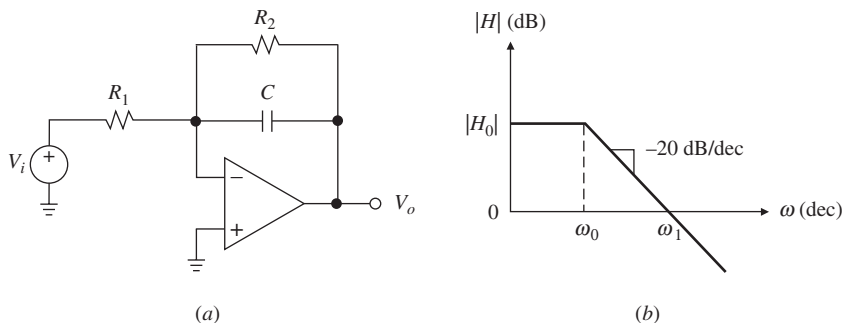 R2
R1
C
Vi
+
−
+
Vo
(a)
|H| (dB)
|H0|
–20 dB/dec
0
ω0
ω1
ω (dec)
(b)